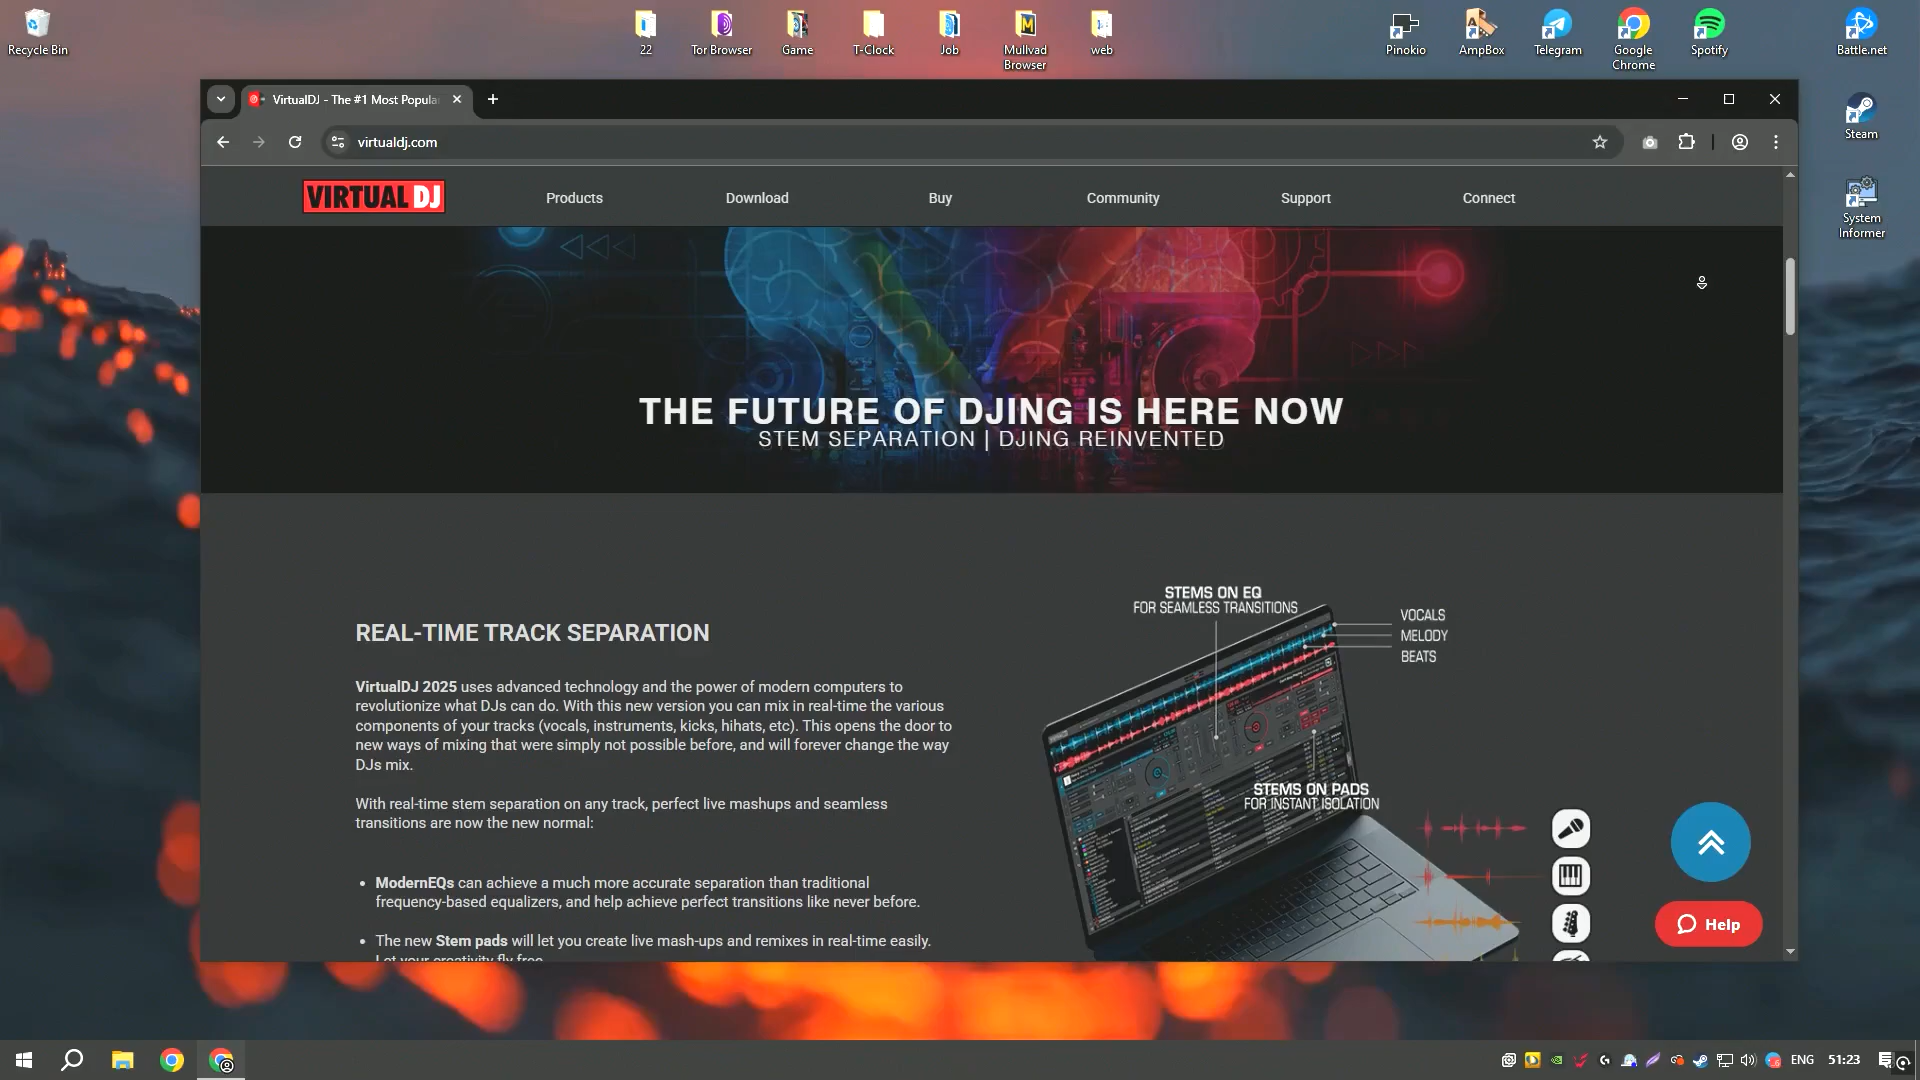 Recycle Bin
22
Tor Browser
Game
T-Clock
Job
Mullvad
Browser
web
Pinokio
AmpBox
Telegram
Google
Chrome
Spotify
Battle.net
Steam
System
Informer
VirtualDJ - The #1 Most Popula
virtualdj.com
VIRTUAL DJ
Products
Download
Buy
Community
Support
Connect
THE FUTURE OF DJING IS HERE NOW
STEM SEPARATION | DJING REINVENTED
REAL-TIME TRACK SEPARATION
VirtualDJ 2025 uses advanced technology and the power of modern computers to
revolutionize what DJs can do. With this new version you can mix in real-time the various
components of your tracks (vocals, instruments, kicks, hihats, etc). This opens the door to
new ways of mixing that were simply not possible before, and will forever change the way
DJs mix.
With real-time stem separation on any track, perfect live mashups and seamless
transitions are now the new normal:
• ModernEQs can achieve a much more accurate separation than traditional
frequency-based equalizers, and help achieve perfect transitions like never before.
• The new Stem pads will let you create live mash-ups and remixes in real-time easily.
Let your creativity fly free
STEMS ON EQ
FOR SEAMLESS TRANSITIONS
VOCALS
MELODY
BEATS
STEMS ON PADS
FOR INSTANT ISOLATION
Help
ENG
51:23